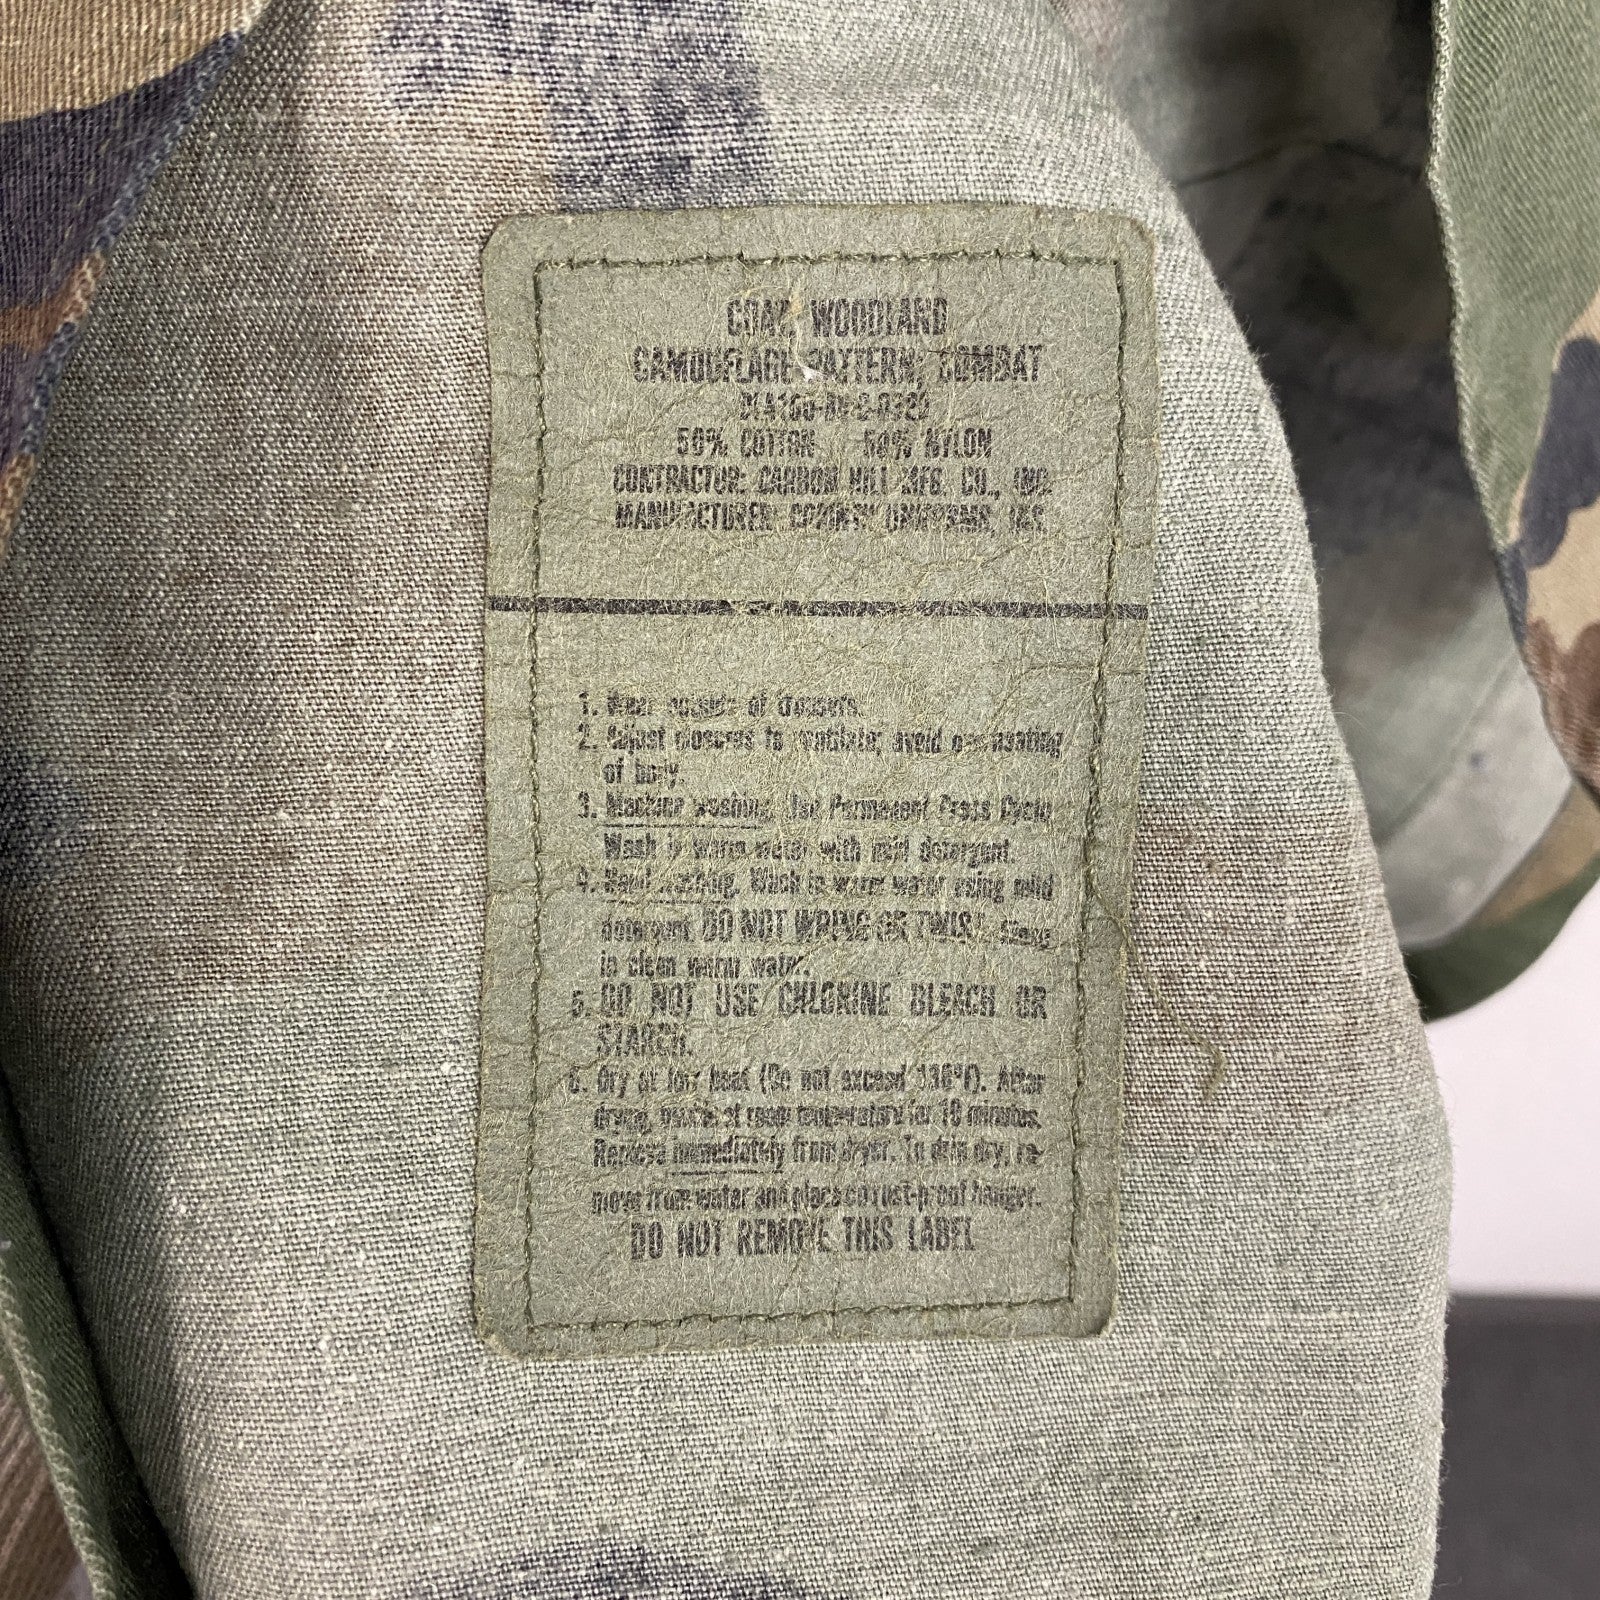 COAT, WOODLAND
CAMOUFLAGE PATTERN, COMBAT
50% COTTON 50% NYLON
CONTRACTOR: CARBON HILL MFG. CO., INC.
MANUFACTURER: UNIFORMS, INC.
1. Wear outside of trousers.
2. Adjust closures to ventilate; avoid overheating
of body.
3. Machine washing. Use Permanent Press Cycle.
Wash in warm water with mild detergent.
4. Hand washing. Wash in warm water using mild
detergent. DO NOT WRING OR TWIST. Rinse
in clean warm water.
5. DO NOT USE CHLORINE BLEACH OR
STARCH.
6. Dry at low heat (Do not exceed 130°F). After
drying, tumble at room temperature for 10 minutes.
Remove immediately from dryer. To drip dry, re-
move from water and place on rust-proof hanger.
DO NOT REMOVE THIS LABEL